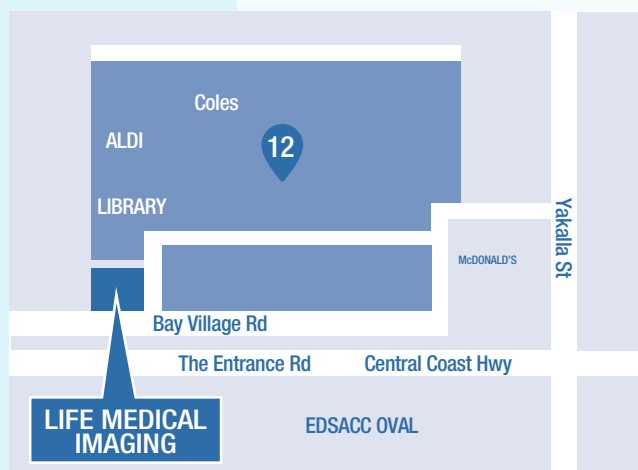 Coles
ALDI
12
LIBRARY
Yakalla St
McDONALD'S
Bay Village Rd
The Entrance Rd
Central Coast Hwy
LIFE MEDICAL
IMAGING
EDSACC OVAL